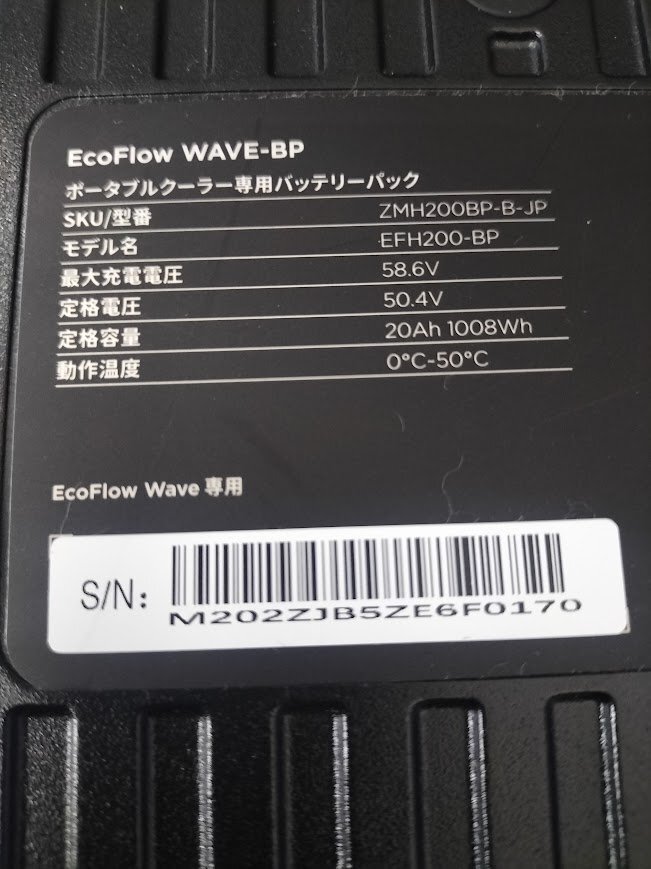 EcoFlow WAVE-BP
ポータブルクーラー専用バッテリーパック
SKU/型番 ZMH200BP-B-JP
モデル名 EFH200-BP
最大充電電圧 58.6V
定格電圧 50.4V
定格容量 20Ah 1008Wh
動作温度 0°C-50°C
EcoFlow Wave 専用
S/N:
M202ZJB5ZE6F0170